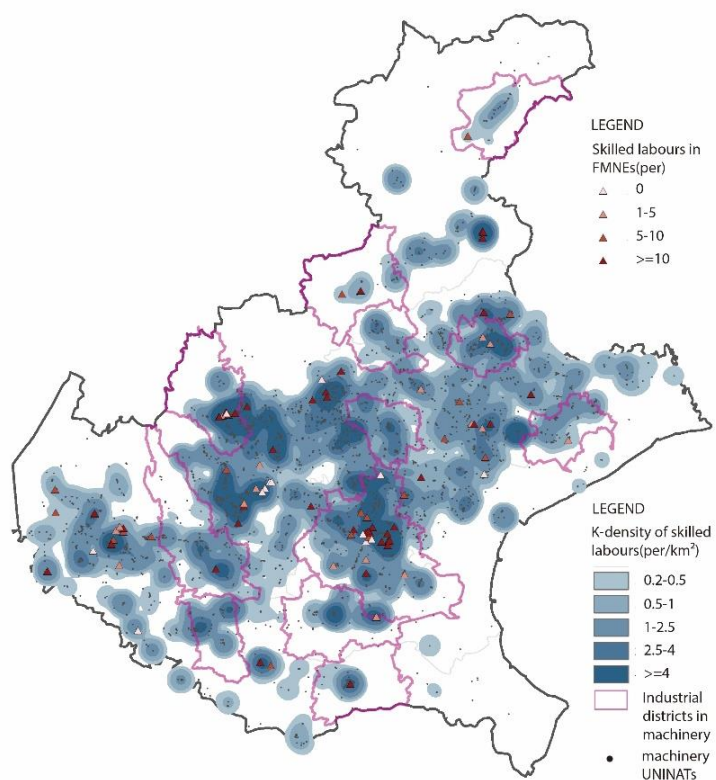 LEGEND
Skilled labours in
FMNEs(per)
0
1-5
5-10
>=10
LEGEND
K-density of skilled
labours(per/km²)
0.2-0.5
0.5-1
1-2.5
2.5-4
>=4
Industrial
districts in
machinery
machinery
UNINATs